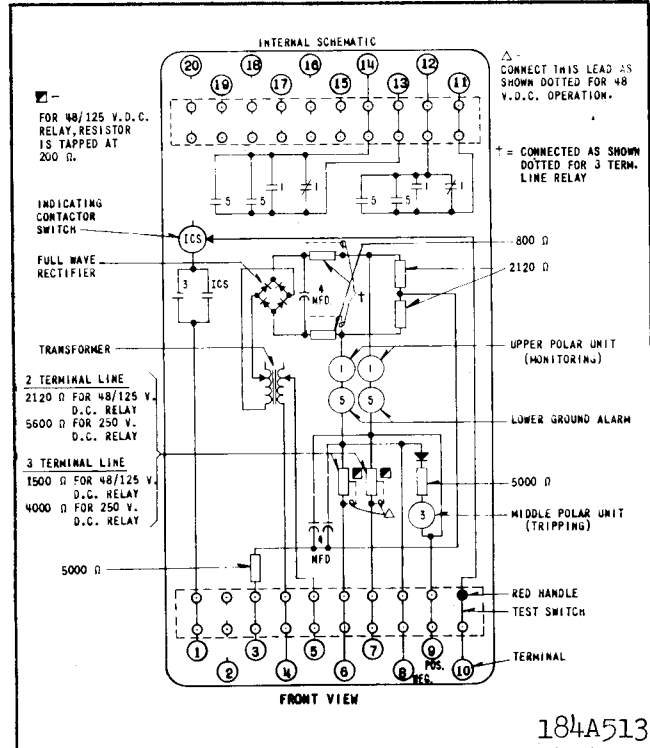 INTERNAL SCHEMATIC
20
18
16
14
12
19
17
15
13
11
△ -
CONNECT THIS LEAD AS
SHOWN DOTTED FOR 48
V.D.C. OPERATION.
† = CONNECTED AS SHOWN
DOTTED FOR 3 TERM.
LINE RELAY
◪ -
FOR 48/125 V.D.C.
RELAY, RESISTOR
IS TAPPED AT
200 Ω.
5
5
1
1
5
5
1
1
INDICATING
CONTACTOR
SWITCH
ICS
3
ICS
FULL WAVE
RECTIFIER
4
MFD
†
800 Ω
2120 Ω
TRANSFORMER
1
1
UPPER POLAR UNIT
(MONITORING)
5
5
LOWER GROUND ALARM
2 TERMINAL LINE
2120 Ω FOR 48/125 V.
D.C. RELAY
5600 Ω FOR 250 V.
D.C. RELAY
3 TERMINAL LINE
1500 Ω FOR 48/125 V.
D.C. RELAY
4000 Ω FOR 250 V.
D.C. RELAY
◪
◪
△
5000 Ω
3
MIDDLE POLAR UNIT
(TRIPPING)
4
MFD
5000 Ω
RED HANDLE
TEST SWITCH
TERMINAL
1
3
5
7
9
2
4
6
8
10
POS.
NEG.
FRONT VIEW
184A513